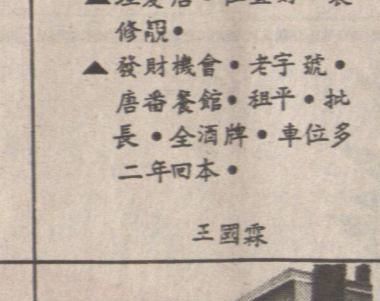 修靚•
▲發財機會•老字號•
唐番餐館•租平•批
長•全酒牌•車位多
二年回本•
王國霖